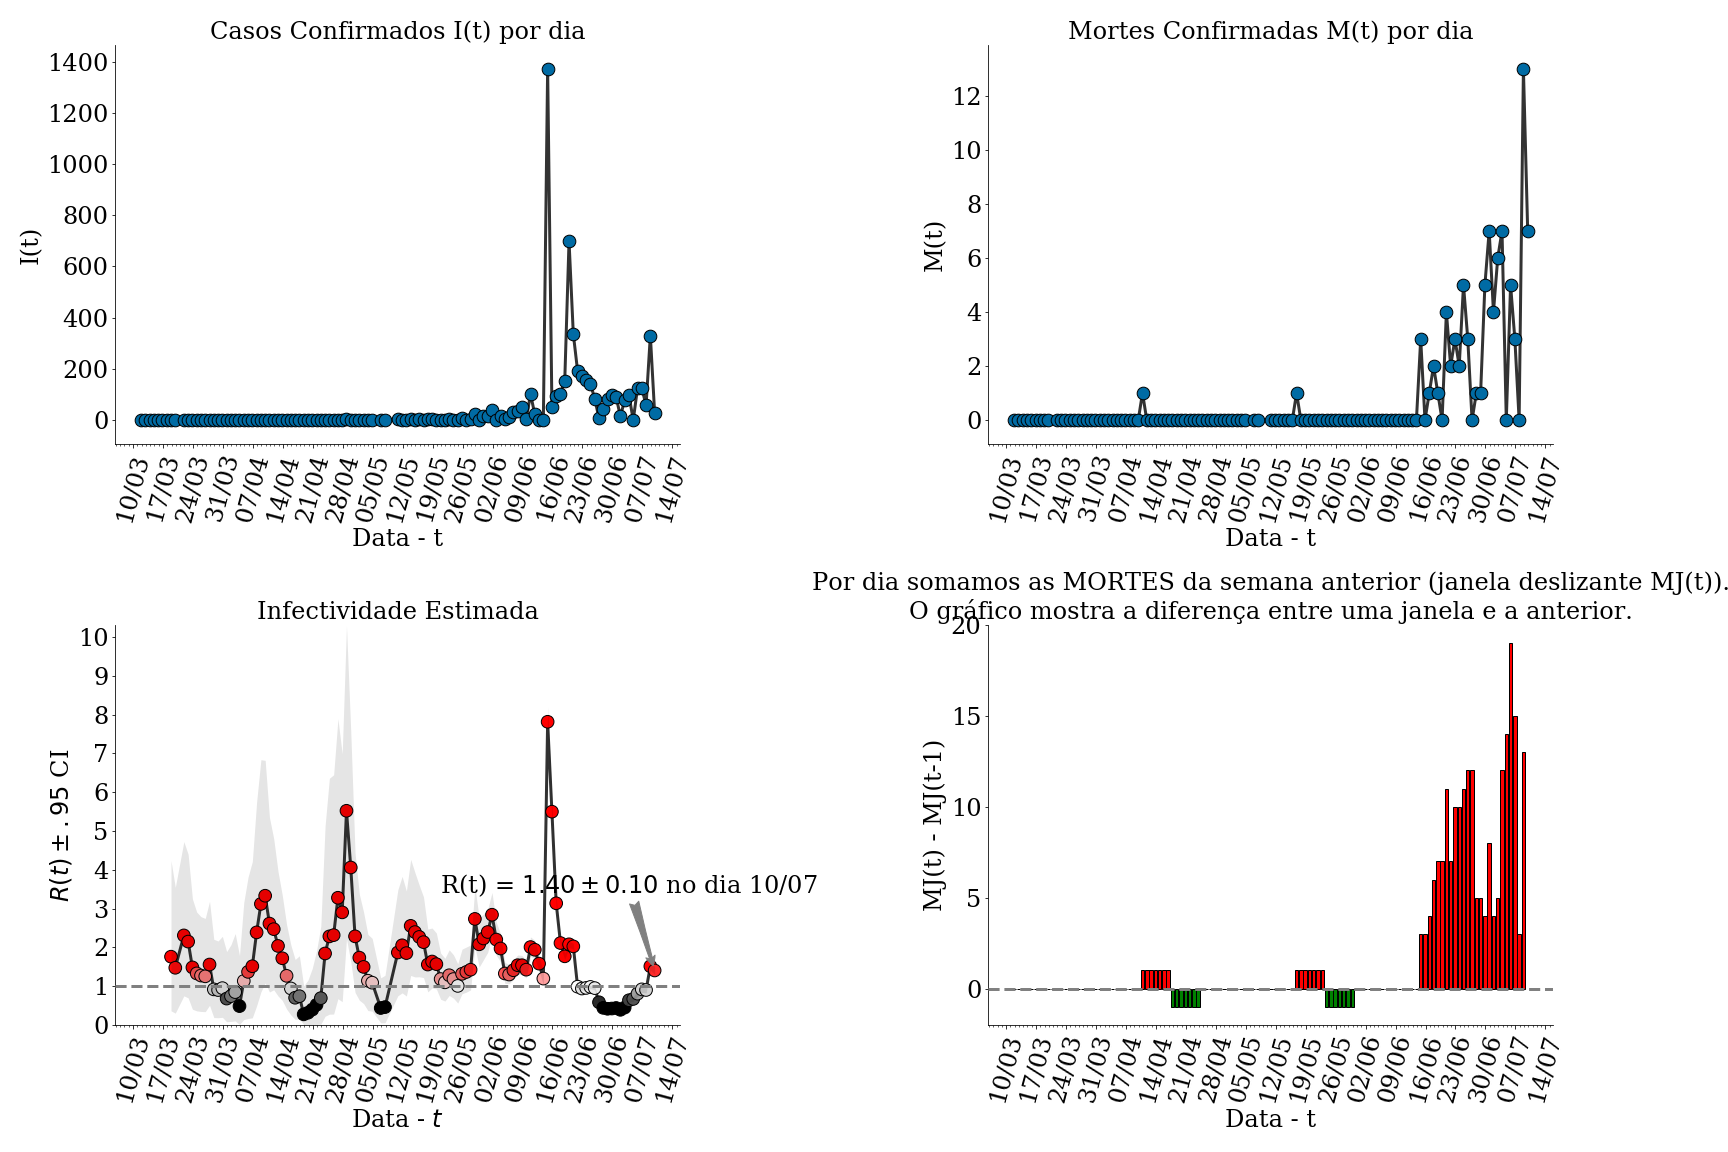 Casos Confirmados I(t) por dia
I(t)
1400
1200
1000
800
600
400
200
0
10/03 17/03 24/03 31/03 07/04 14/04 21/04 28/04 05/05 12/05 19/05 26/05 02/06 09/06 16/06 23/06 30/06 07/07 14/07
Data - t
Mortes Confirmadas M(t) por dia
M(t)
12
10
8
6
4
2
0
10/03 17/03 24/03 31/03 07/04 14/04 21/04 28/04 05/05 12/05 19/05 26/05 02/06 09/06 16/06 23/06 30/06 07/07 14/07
Data - t
Infectividade Estimada
R(t) ± .95 CI
10
9
8
7
6
5
4
3
2
1
0
R(t) = 1.40 ± 0.10 no dia 10/07
10/03 17/03 24/03 31/03 07/04 14/04 21/04 28/04 05/05 12/05 19/05 26/05 02/06 09/06 16/06 23/06 30/06 07/07 14/07
Data - t
Por dia somamos as MORTES da semana anterior (janela deslizante MJ(t)).
O gráfico mostra a diferença entre uma janela e a anterior.
MJ(t) - MJ(t-1)
20
15
10
5
0
10/03 17/03 24/03 31/03 07/04 14/04 21/04 28/04 05/05 12/05 19/05 26/05 02/06 09/06 16/06 23/06 30/06 07/07 14/07
Data - t